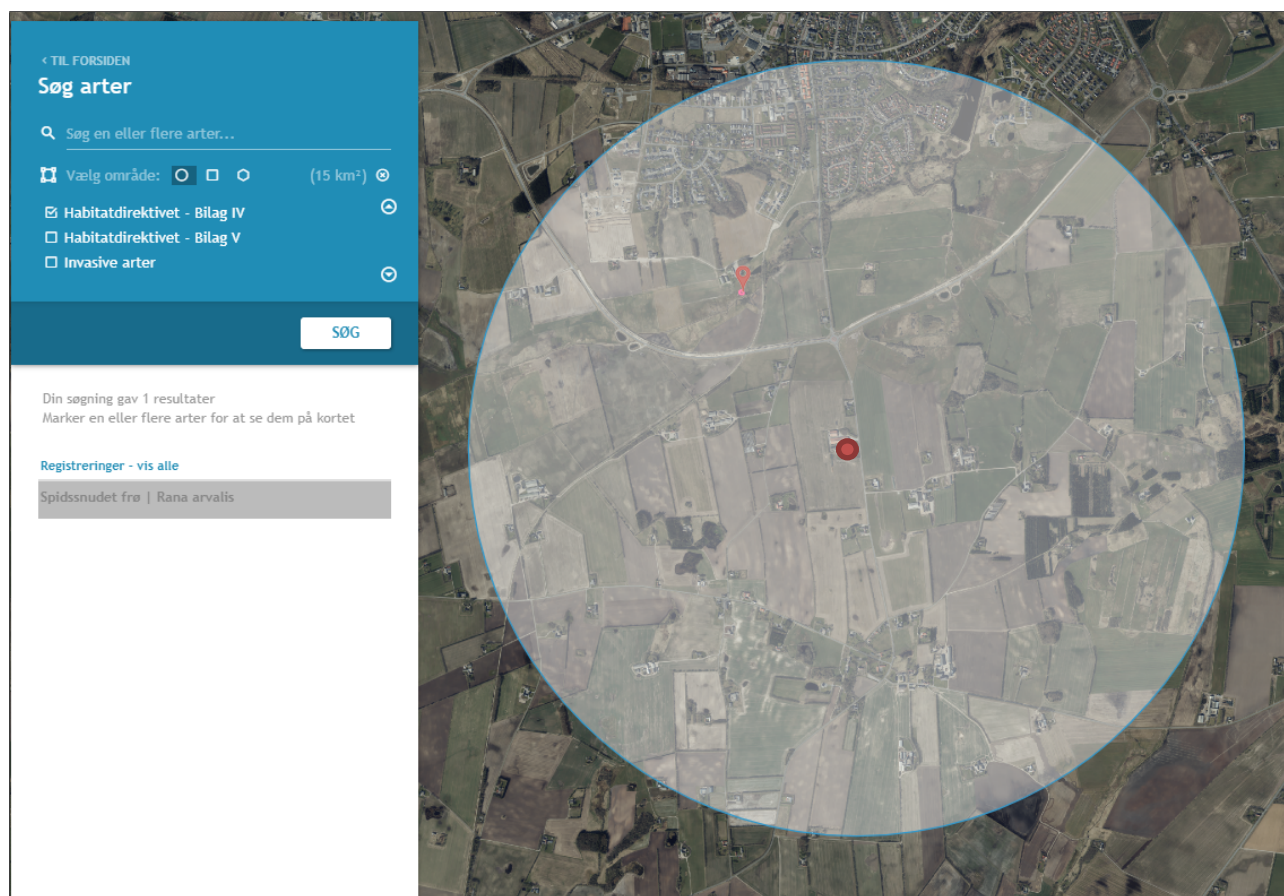 ‹ TIL FORSIDEN
Søg arter
Søg en eller flere arter...
Vælg område: (15 km²)
Habitatdirektivet - Bilag IV
Habitatdirektivet - Bilag V
Invasive arter
SØG
Din søgning gav 1 resultater
Marker en eller flere arter for at se dem på kortet
Registreringer - vis alle
Spidssnudet frø | Rana arvalis